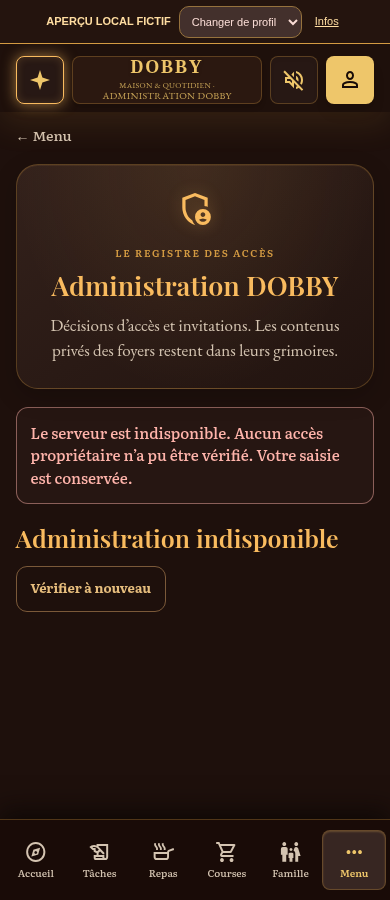 APERÇU LOCAL FICTIF Changer de profil Infos
DOBBY
MAISON & QUOTIDIEN ·
ADMINISTRATION DOBBY
← Menu
LE REGISTRE DES ACCÈS
Administration DOBBY
Décisions d’accès et invitations. Les contenus
privés des foyers restent dans leurs grimoires.
Le serveur est indisponible. Aucun accès
propriétaire n’a pu être vérifié. Votre saisie
est conservée.
Administration indisponible
Vérifier à nouveau
Accueil Tâches Repas Courses Famille Menu